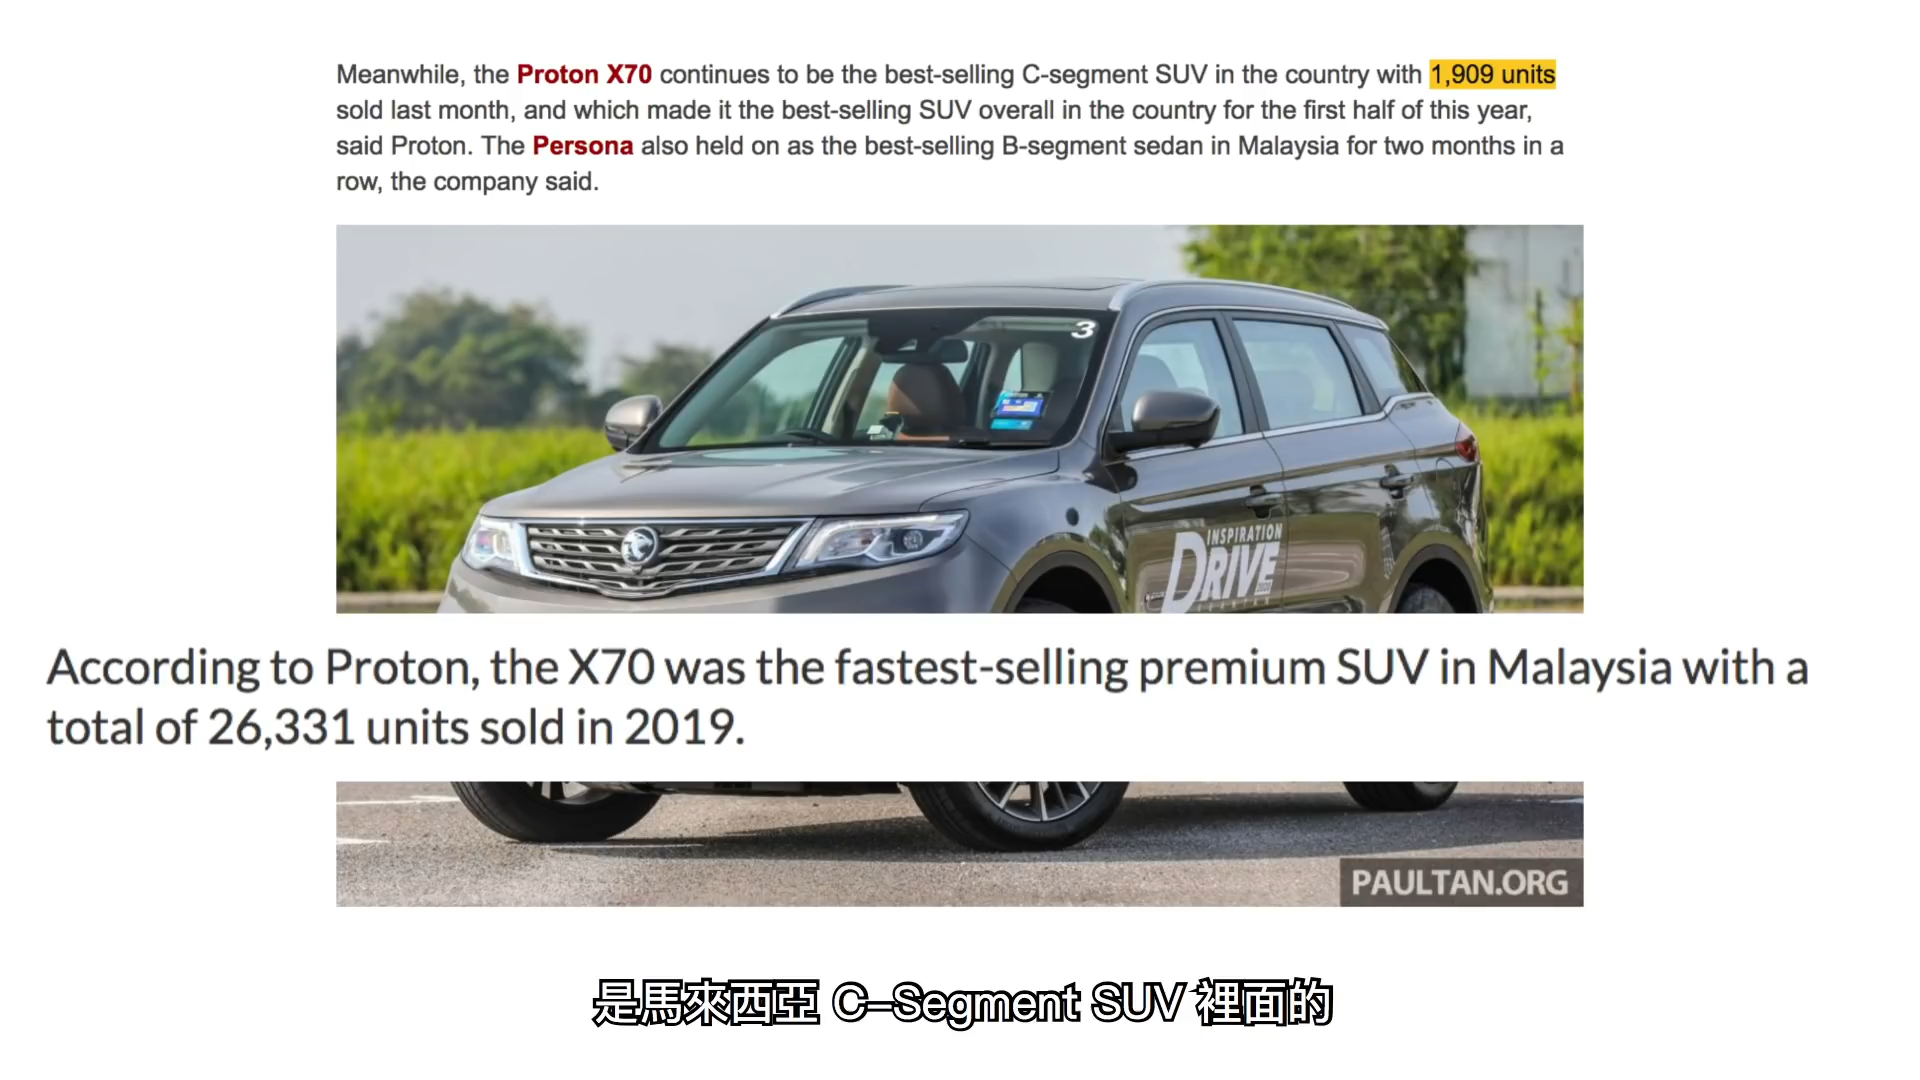 Meanwhile, the Proton X70 continues to be the best-selling C-segment SUV in the country with 1,909 units
sold last month, and which made it the best-selling SUV overall in the country for the first half of this year,
said Proton. The Persona also held on as the best-selling B-segment sedan in Malaysia for two months in a
row, the company said.
3
INSPIRATION
DRIVE
According to Proton, the X70 was the fastest-selling premium SUV in Malaysia with a
total of 26,331 units sold in 2019.
PAULTAN.ORG
是馬來西亞 C-Segment SUV 裡面的